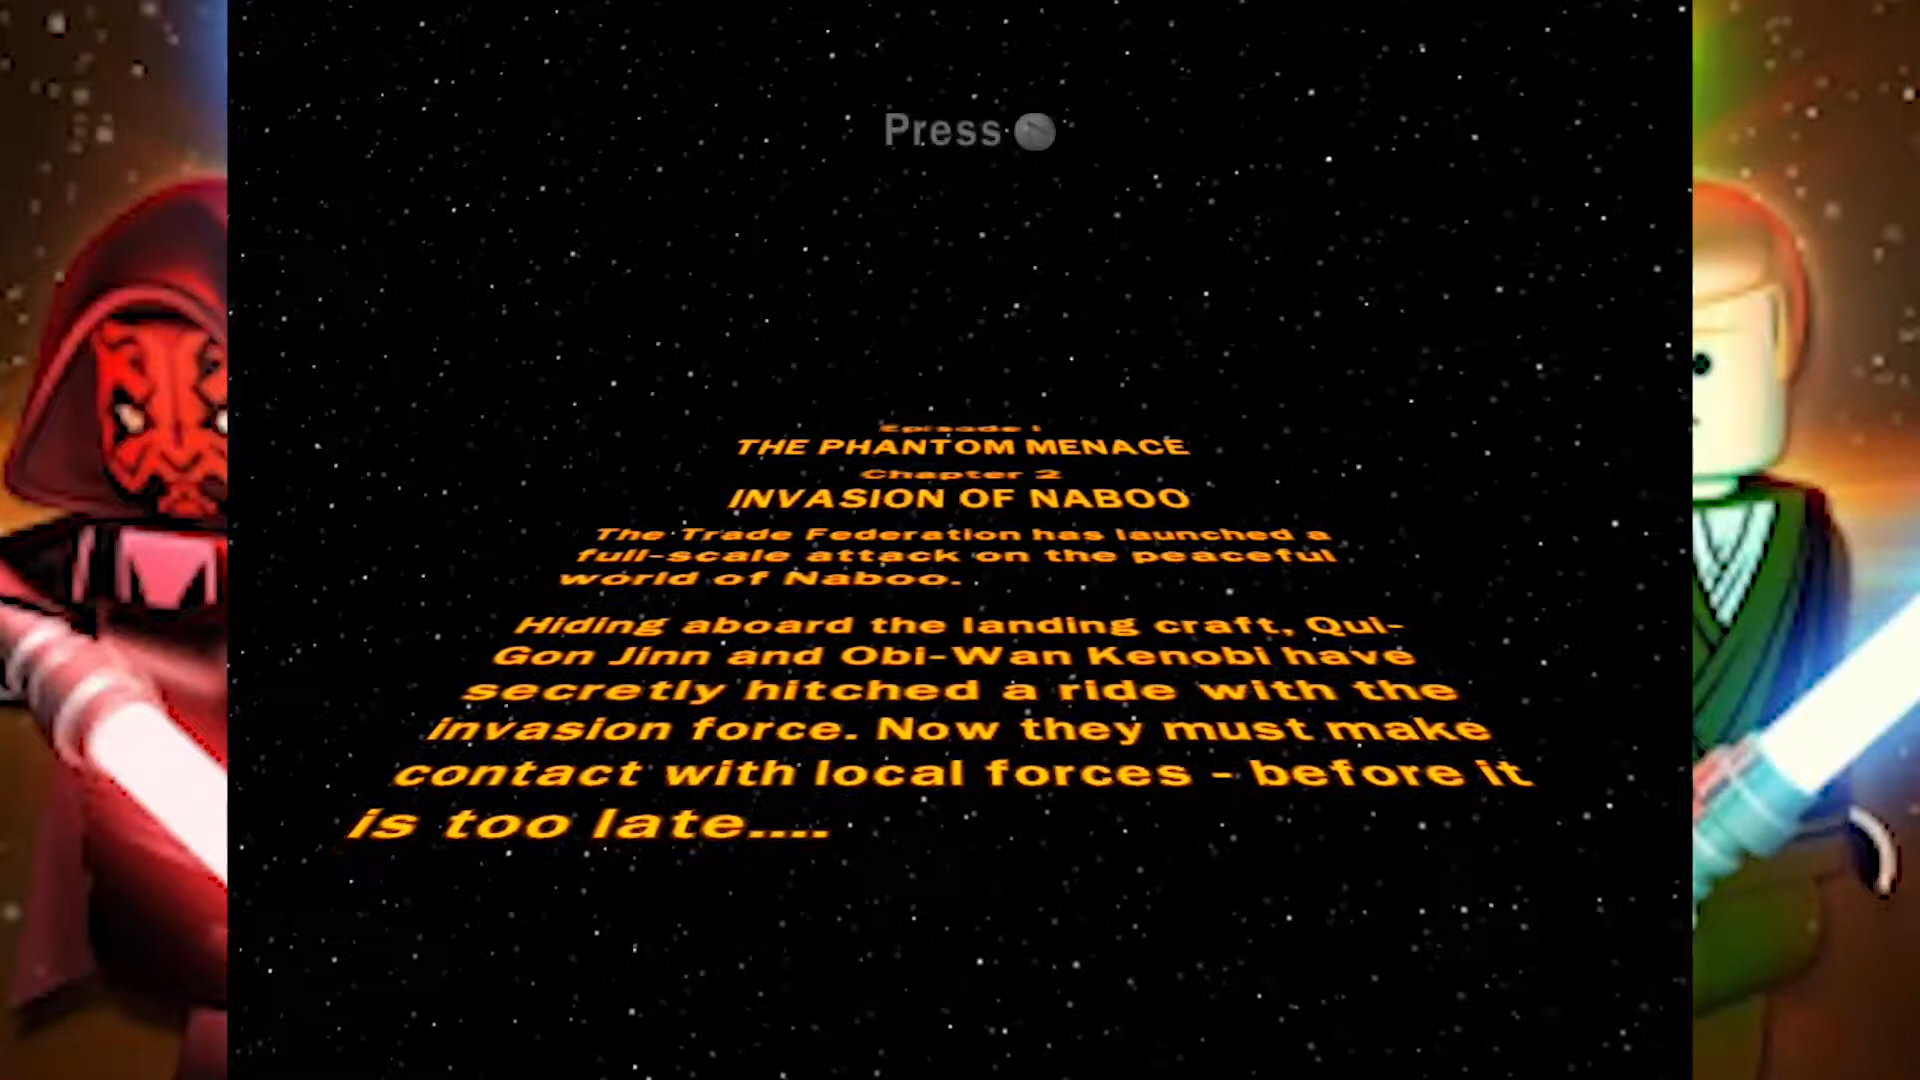 Press
Episode I
THE PHANTOM MENACE
Chapter 2
INVASION OF NABOO
The Trade Federation has launched a
full-scale attack on the peaceful
world of Naboo.
Hiding aboard the landing craft, Qui-
Gon Jinn and Obi-Wan Kenobi have
secretly hitched a ride with the
invasion force. Now they must make
contact with local forces - before it
is too late....